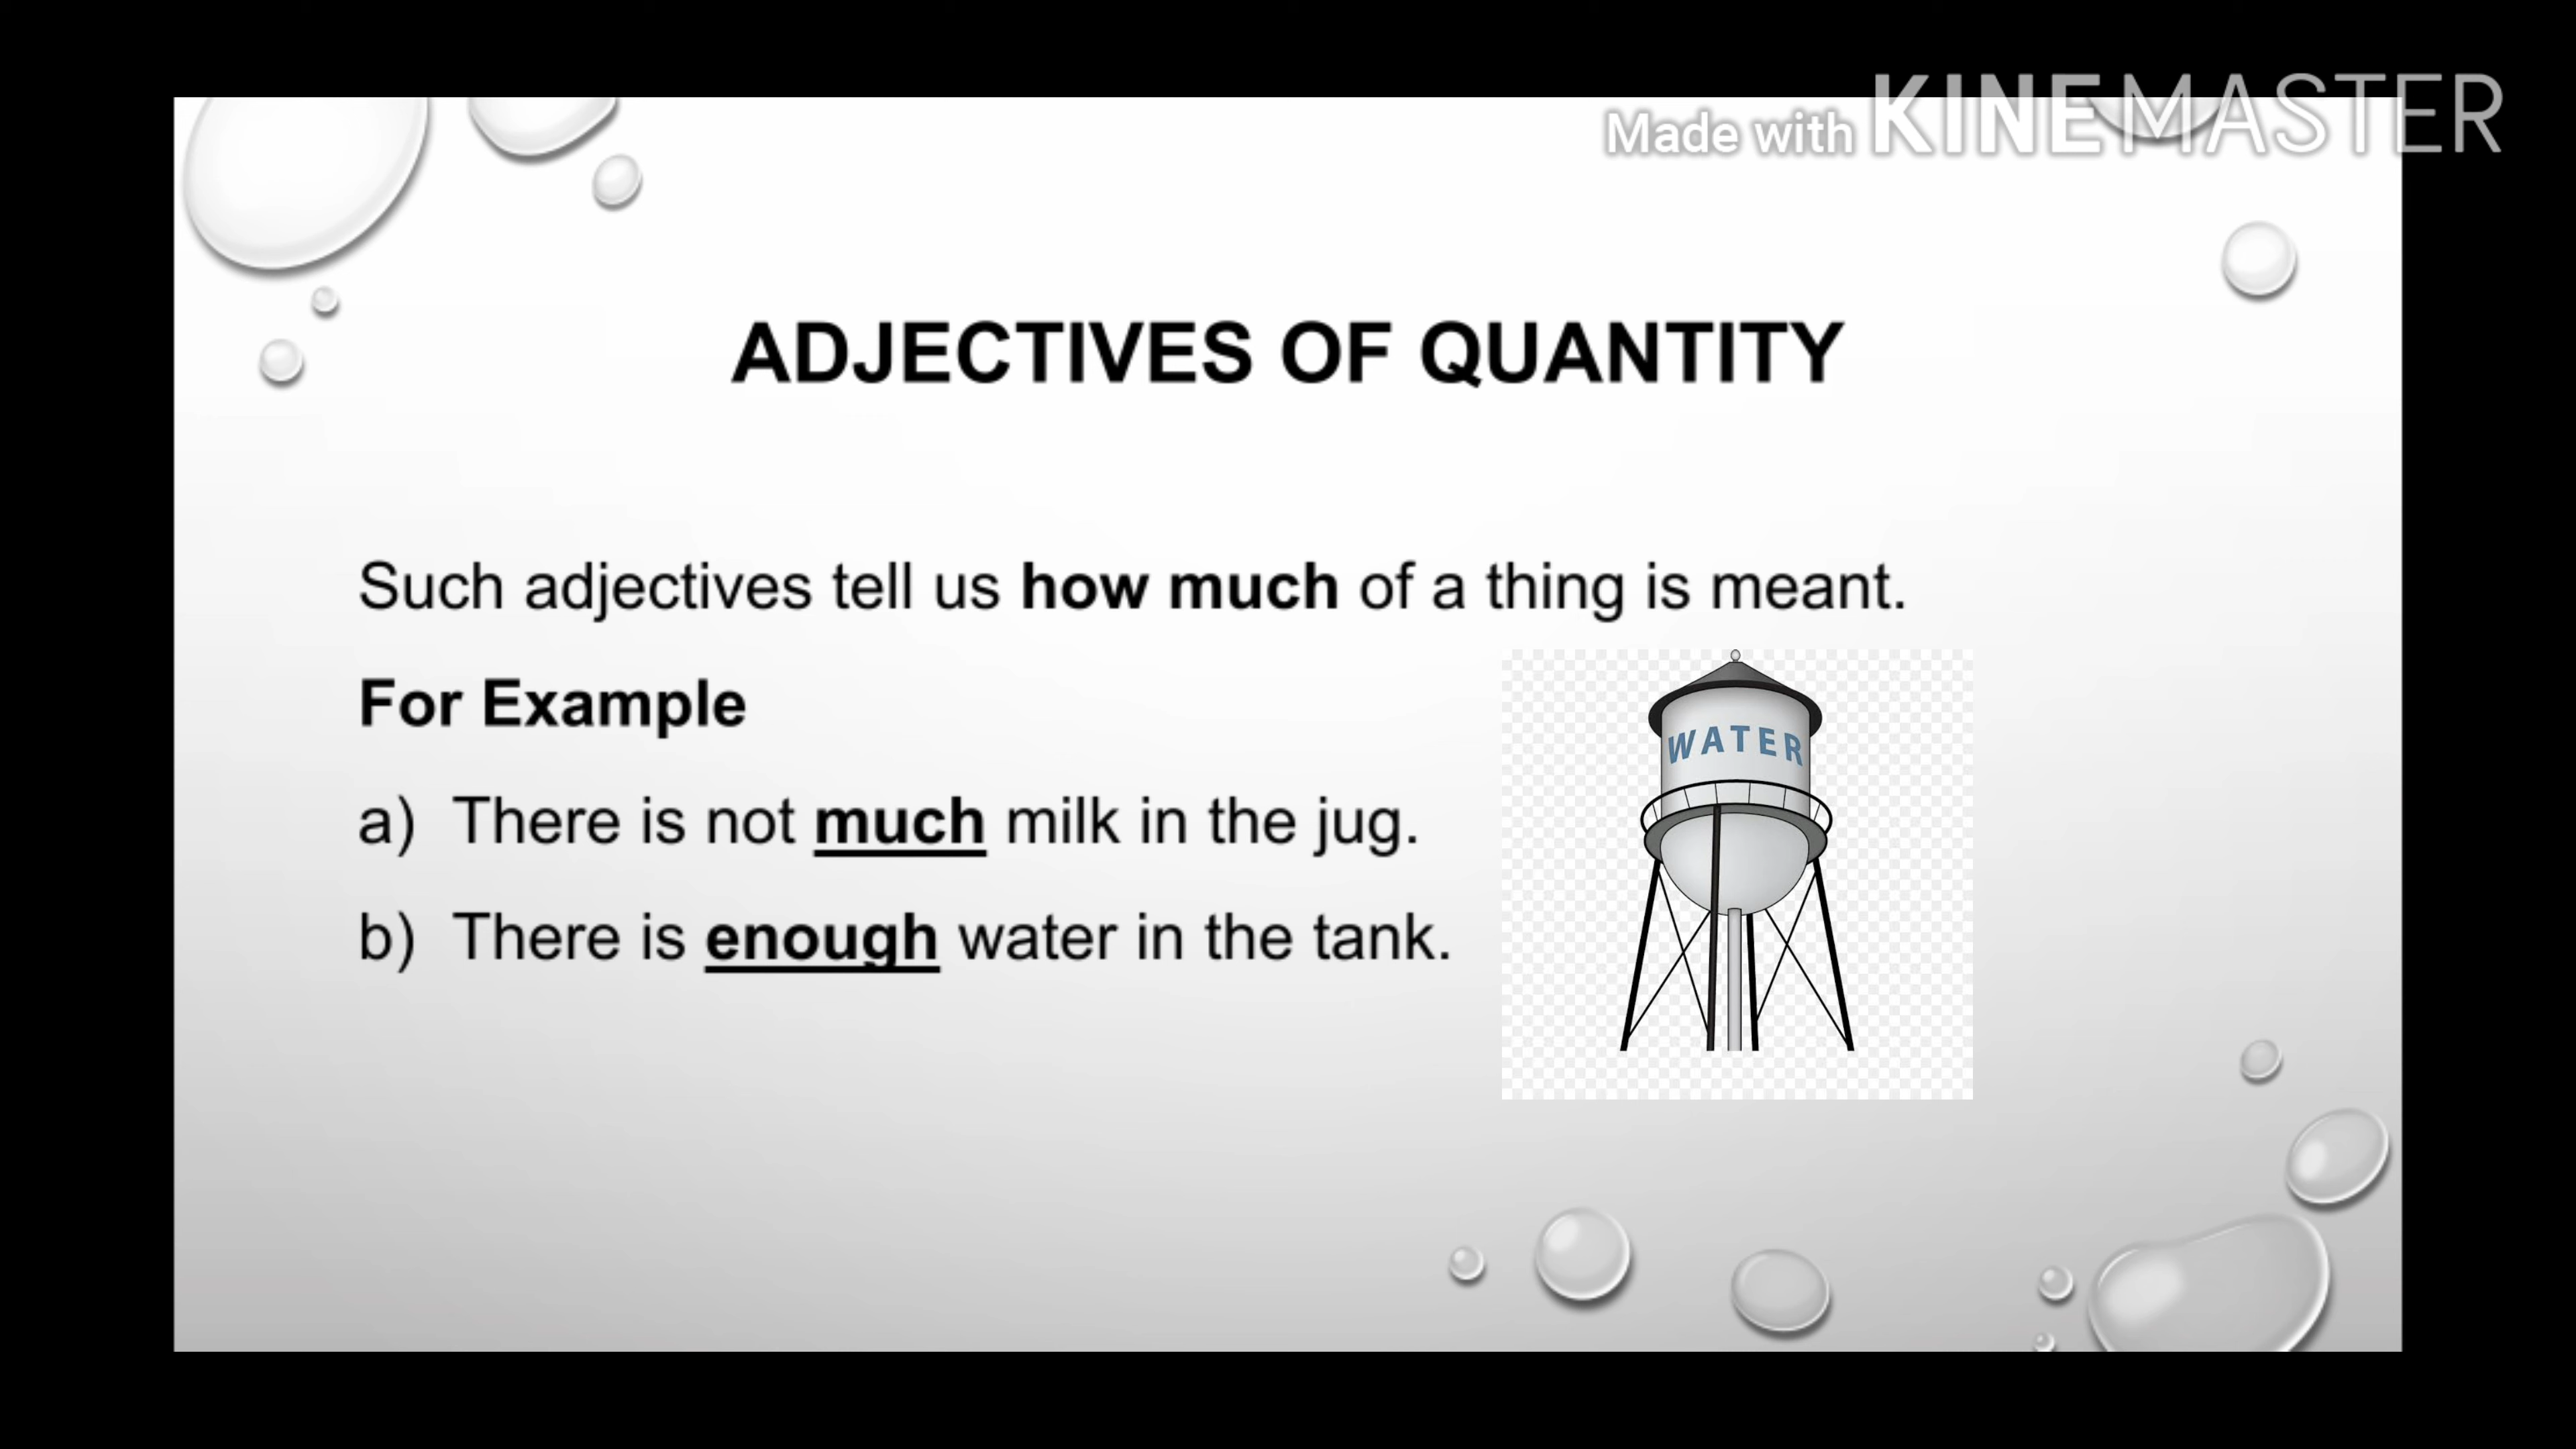 Made with KINEMASTER
ADJECTIVES OF QUANTITY
Such adjectives tell us how much of a thing is meant.
For Example
a) There is not much milk in the jug.
b) There is enough water in the tank.
WATER